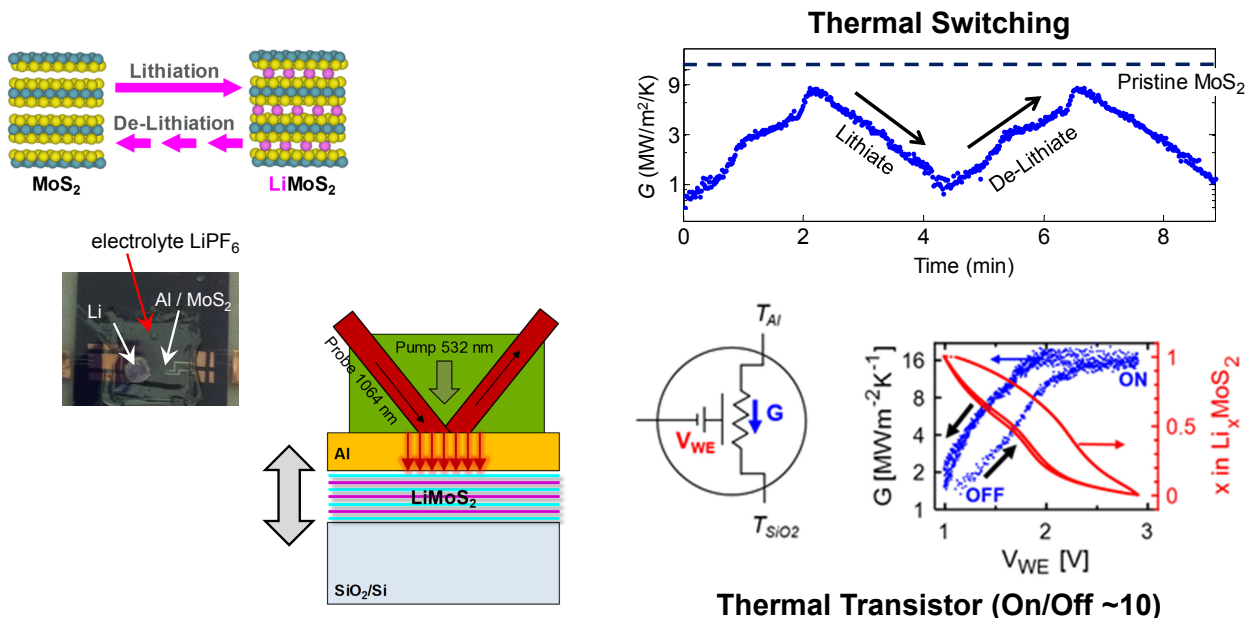 Lithiation
De-Lithiation
MoS2
LiMoS2
electrolyte LiPF6
Li
Al / MoS2
Probe 1064 nm
Pump 532 nm
Al
LiMoS2
SiO2/Si
Thermal Switching
G (MW/m2/K)
9
3
1
Pristine MoS2
Lithiate
De-Lithiate
0 2 4 6 8
Time (min)
TAl
G
VWE
TSiO2
G [MWm-2K-1]
16
8
4
2
1
ON
OFF
1
0.5
0
x in LixMoS2
1 2 3
VWE [V]
Thermal Transistor (On/Off ~10)